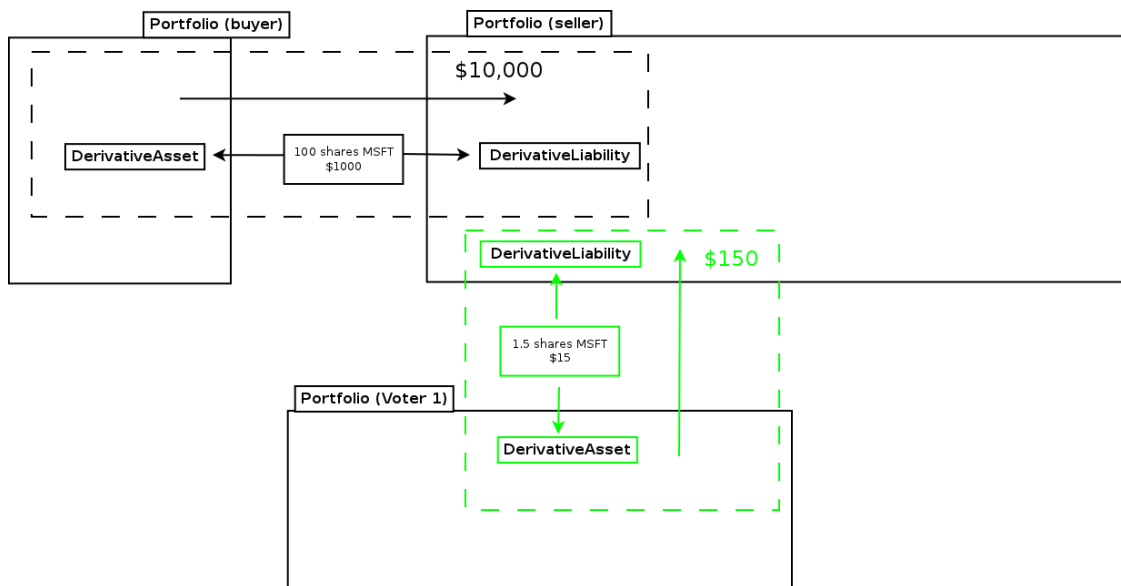 Portfolio (buyer)
Portfolio (seller)
$10,000
DerivativeAsset
100 shares MSFT
$1000
DerivativeLiability
DerivativeLiability
$150
1.5 shares MSFT
$15
Portfolio (Voter 1)
DerivativeAsset